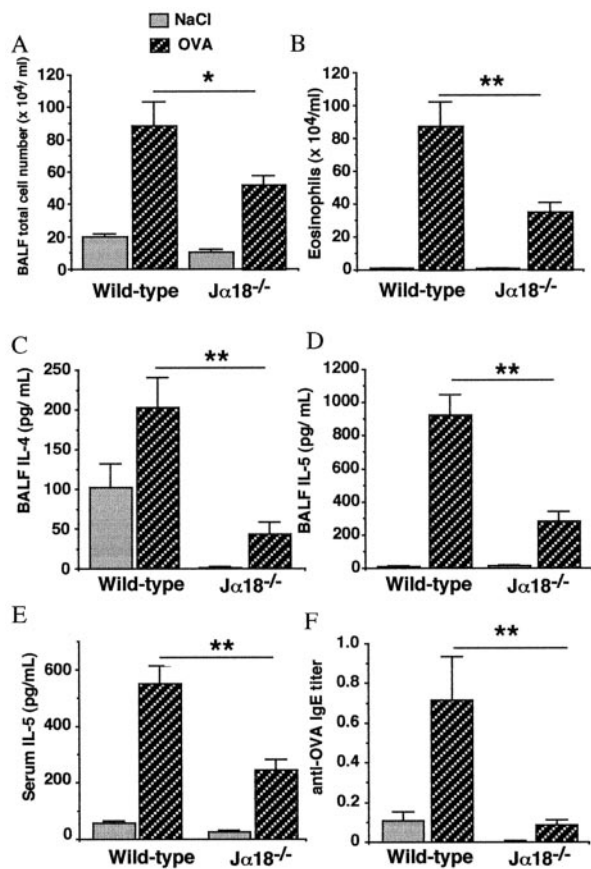 NaCl
OVA
A
BALF total cell number (x 10⁴/ ml)
120
100
80
60
40
20
0
*
Wild-type
Jα18-/-
B
Eosinophils (x 10⁴/ml)
120
100
80
60
40
20
0
**
Wild-type
Jα18-/-
C
BALF IL-4 (pg/ mL)
250
200
150
100
50
0
**
Wild-type
Jα18-/-
D
BALF IL-5 (pg/ mL)
1200
1000
800
600
400
200
0
**
Wild-type
Jα18-/-
E
Serum IL-5 (pg/mL)
600
400
200
0
**
Wild-type
Jα18-/-
F
anti-OVA IgE titer
1.0
0.8
0.6
0.4
0.2
0
**
Wild-type
Jα18-/-